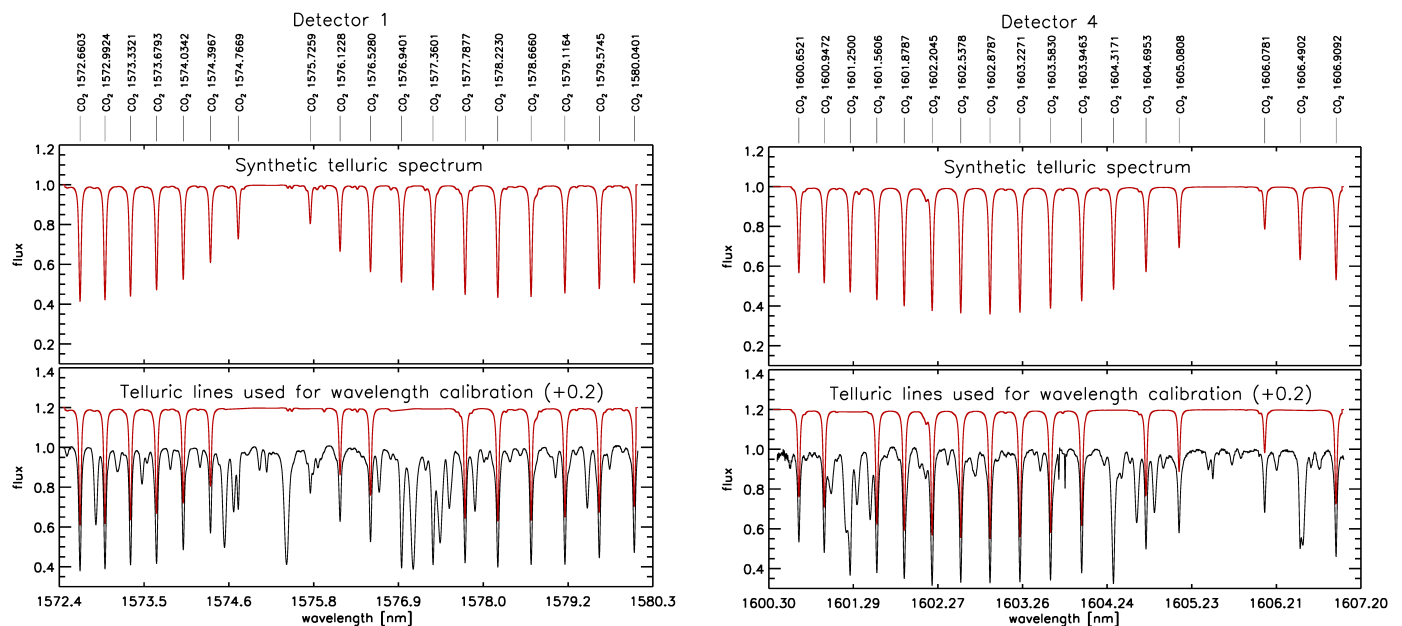 Detector 1
CO2 1572.6603
CO2 1572.9924
CO2 1573.3321
CO2 1573.6793
CO2 1574.0342
CO2 1574.3967
CO2 1574.7669
CO2 1575.7259
CO2 1576.1228
CO2 1576.5280
CO2 1576.9401
CO2 1577.3601
CO2 1577.7877
CO2 1578.2230
CO2 1578.6660
CO2 1579.1164
CO2 1579.5745
CO2 1580.0401
Synthetic telluric spectrum
1.2
1.0
0.8
0.6
0.4
0.2
flux
Telluric lines used for wavelength calibration (+0.2)
1.4
1.2
1.0
0.8
0.6
0.4
flux
1572.4 1573.5 1574.6 1575.8 1576.9 1578.0 1579.2 1580.3
wavelength [nm]
Detector 4
CO2 1600.6521
CO2 1600.9472
CO2 1601.2500
CO2 1601.5606
CO2 1601.8787
CO2 1602.2045
CO2 1602.5378
CO2 1602.8787
CO2 1603.2271
CO2 1603.5830
CO2 1603.9463
CO2 1604.3171
CO2 1604.6953
CO2 1605.0808
CO2 1606.0781
CO2 1606.4902
CO2 1606.9092
Synthetic telluric spectrum
1.2
1.0
0.8
0.6
0.4
0.2
flux
Telluric lines used for wavelength calibration (+0.2)
1.4
1.2
1.0
0.8
0.6
0.4
flux
1600.30 1601.29 1602.27 1603.26 1604.24 1605.23 1606.21 1607.20
wavelength [nm]